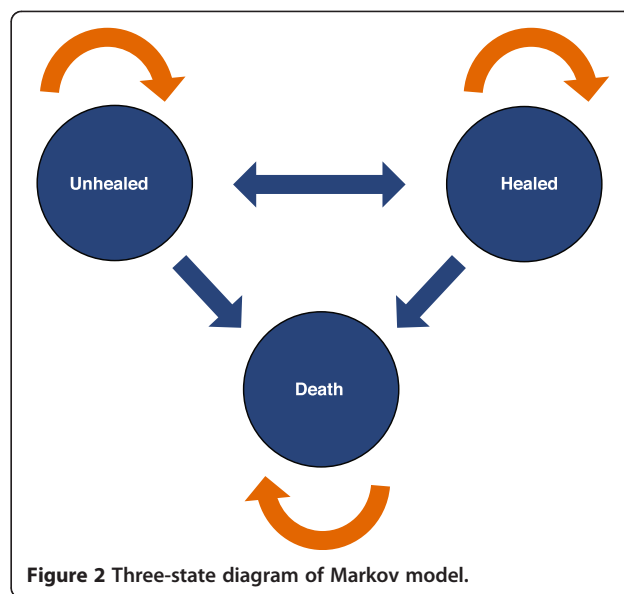 Unhealed
Healed
Death
Figure 2 Three-state diagram of Markov model.